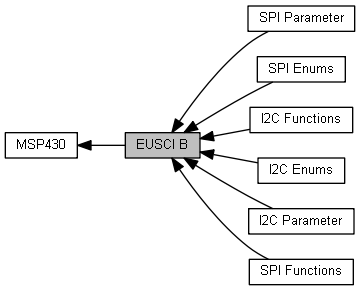 SPI Parameter
SPI Enums
I2C Functions
MSP430
EUSCI B
I2C Enums
I2C Parameter
SPI Functions